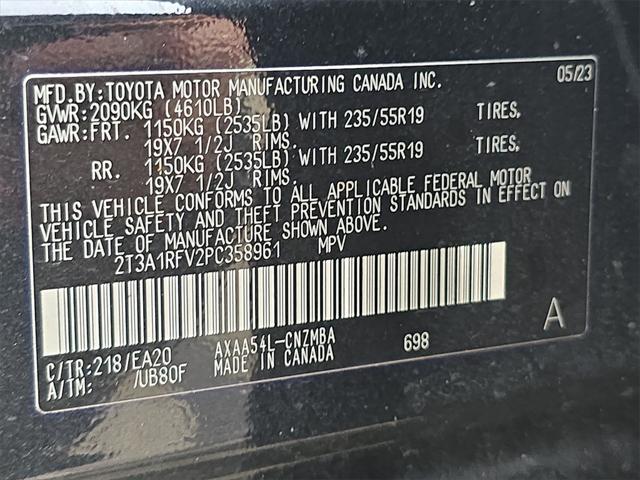 MFD.BY:TOYOTA MOTOR MANUFACTURING CANADA INC. 05/23
GVWR:2090KG (4610LB)
GAWR:FRT. 1150KG (2535LB) WITH 235/55R19 TIRES,
19X7 1/2J RIMS.
RR. 1150KG (2535LB) WITH 235/55R19 TIRES,
19X7 1/2J RIMS.
THIS VEHICLE CONFORMS TO ALL APPLICABLE FEDERAL MOTOR
VEHICLE SAFETY AND THEFT PREVENTION STANDARDS IN EFFECT ON
THE DATE OF MANUFACTURE SHOWN ABOVE.
2T3A1RFV2PC358961 MPV
A
C/TR:218/EA20 AXAA54L-CNZMBA 698
A/TM: /UB80F MADE IN CANADA